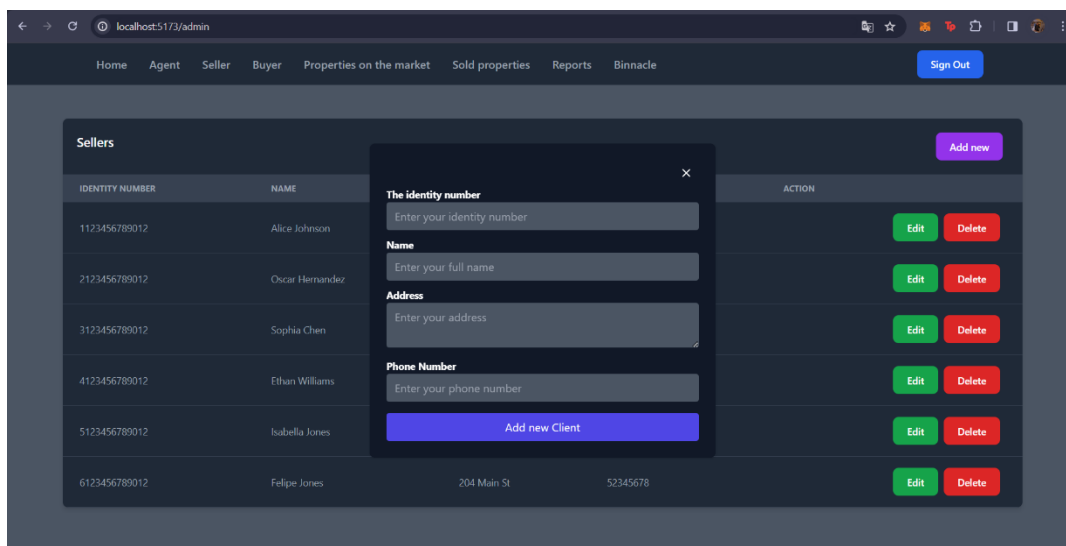 localhost:5173/admin
Home Agent Seller Buyer Properties on the market Sold properties Reports Binnacle Sign Out
Sellers
Add new
IDENTITY NUMBER NAME ACTION
The identity number
Enter your identity number
1123456789012 Alice Johnson Edit Delete
Name
Enter your full name
2123456789012 Oscar Hernandez Edit Delete
Address
Enter your address
3123456789012 Sophia Chen Edit Delete
Phone Number
Enter your phone number
4123456789012 Ethan Williams Edit Delete
Add new Client
5123456789012 Isabella Jones Edit Delete
6123456789012 Felipe Jones 204 Main St 52345678 Edit Delete